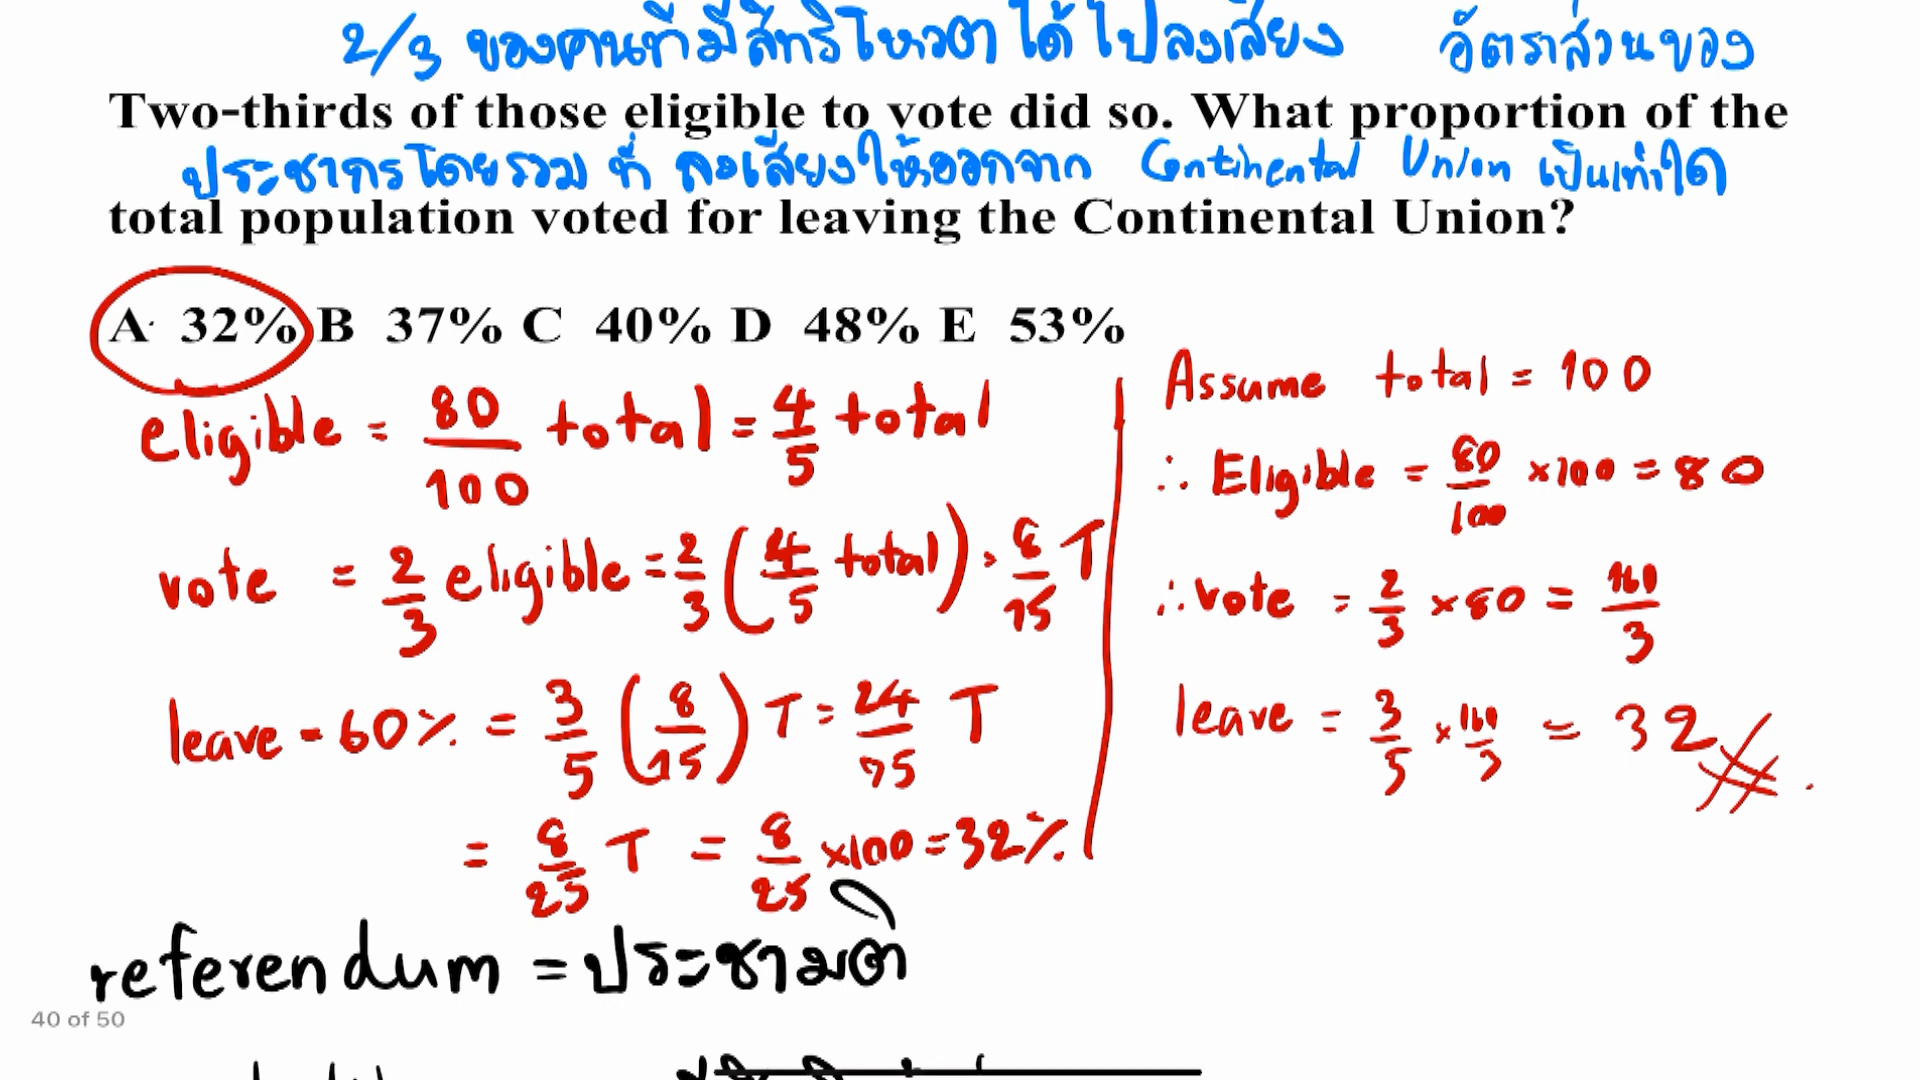 2/3 ของคนที่มีสิทธิโหวต ได้ไปลงเสียง อัตราส่วนของ
Two-thirds of those eligible to vote did so. What proportion of the
ประชากรโดยรวม ที่ ลงเสียงให้ออกจาก Continental Union เป็นเท่าใด
total population voted for leaving the Continental Union?
A 32% B 37% C 40% D 48% E 53%
eligible = 80/100 total = 4/5 total
vote = 2/3 eligible = 2/3 (4/5 total) = 8/15 T
leave = 60% = 3/5 (8/15) T = 24/75 T
= 8/25 T = 8/25 ×100 = 32%
Assume total = 100
∴ Eligible = 80/100 ×100 = 80
∴ vote = 2/3 ×80 = 160/3
leave = 3/5 × 160/3 = 32
referendum = ประชามติ
40 of 50